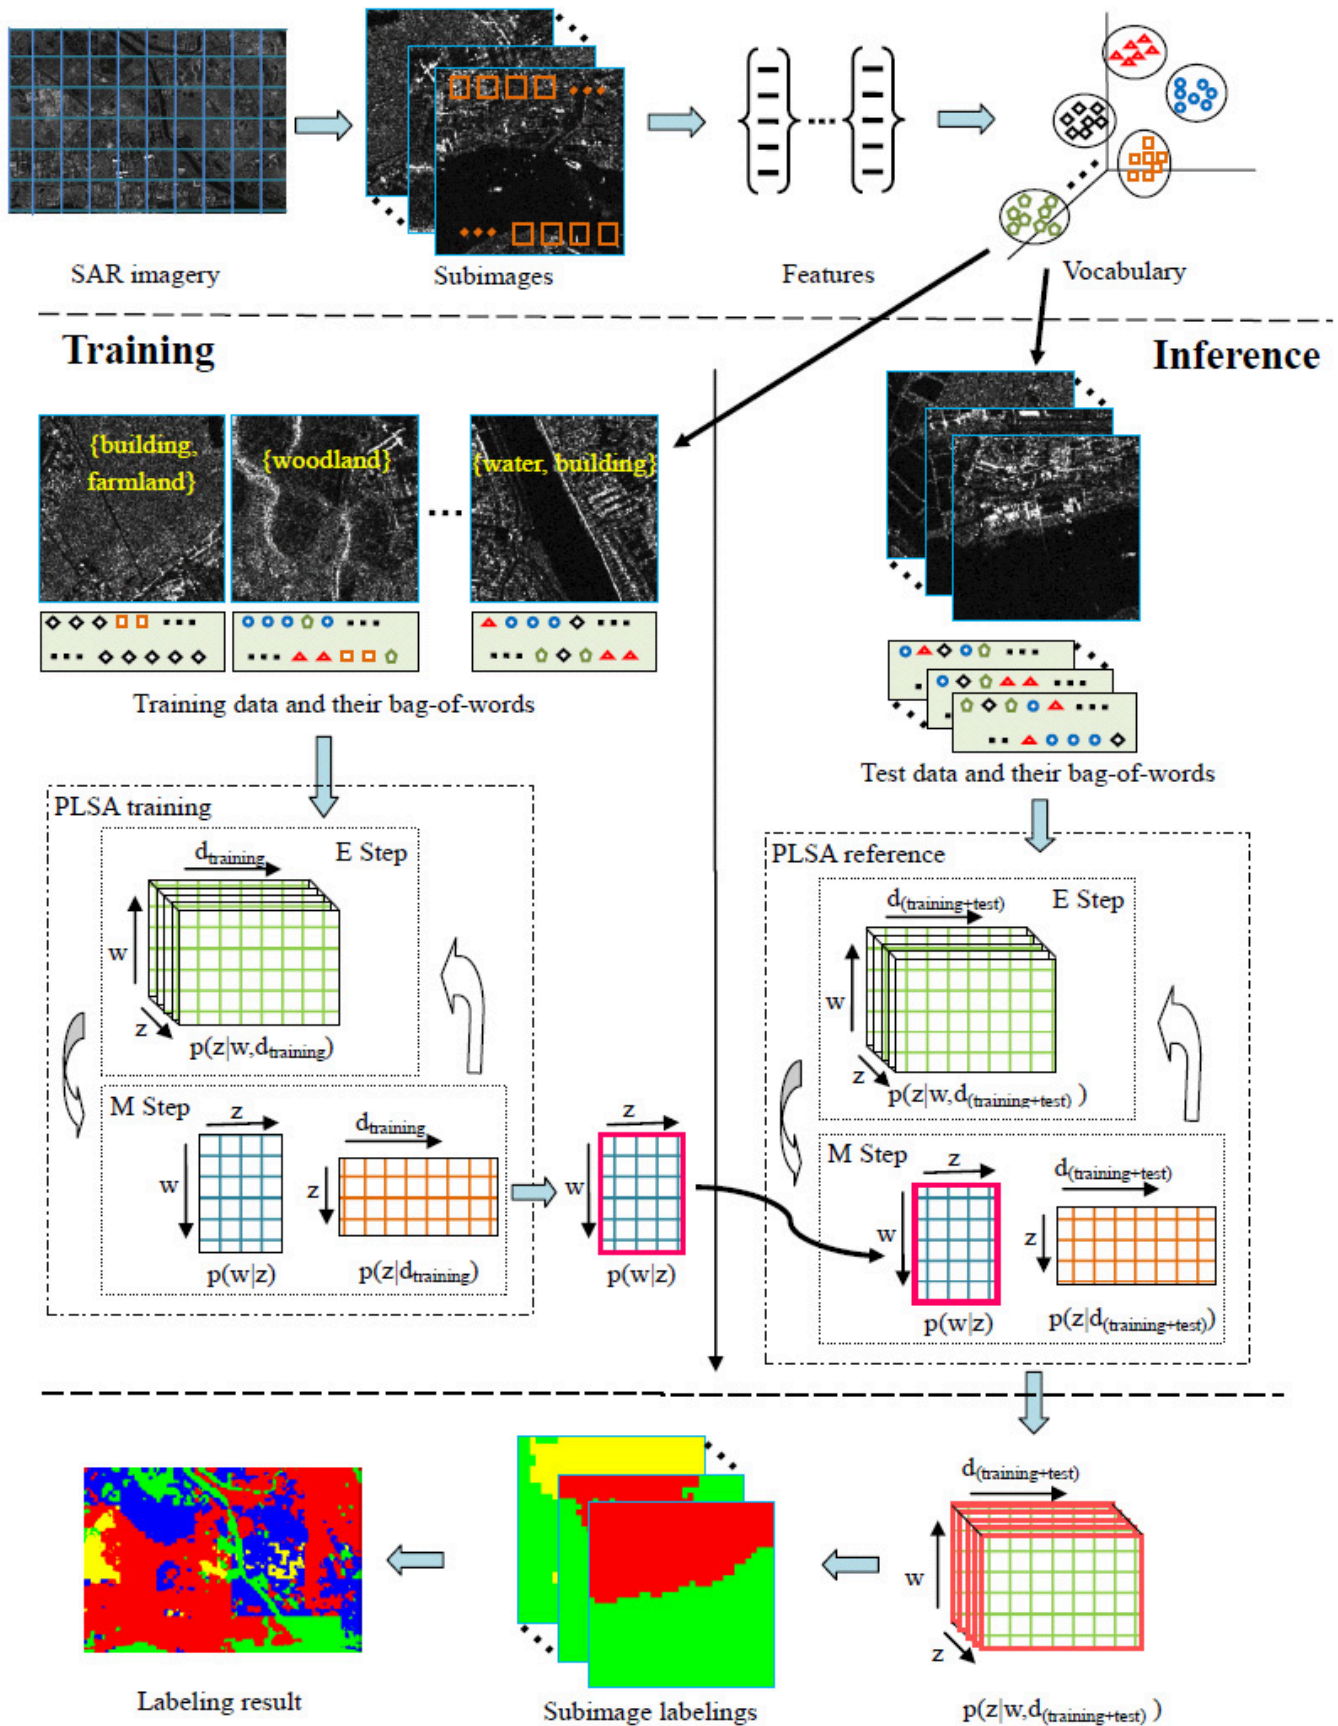 SAR imagery
Subimages
Features
Vocabulary
Training
Inference
{building,
farmland}
{woodland}
{water, building}
Training data and their bag-of-words
Test data and their bag-of-words
PLSA training
d_training
E Step
w
z
p(z|w,d_training)
M Step
z
w
p(w|z)
d_training
z
p(z|d_training)
z
w
p(w|z)
PLSA reference
d_(training+test)
E Step
w
z
p(z|w,d_(training+test) )
M Step
z
w
p(w|z)
d_(training+test)
z
p(z|d_(training+test))
d_(training+test)
w
z
p(z|w,d_(training+test) )
Subimage labelings
Labeling result